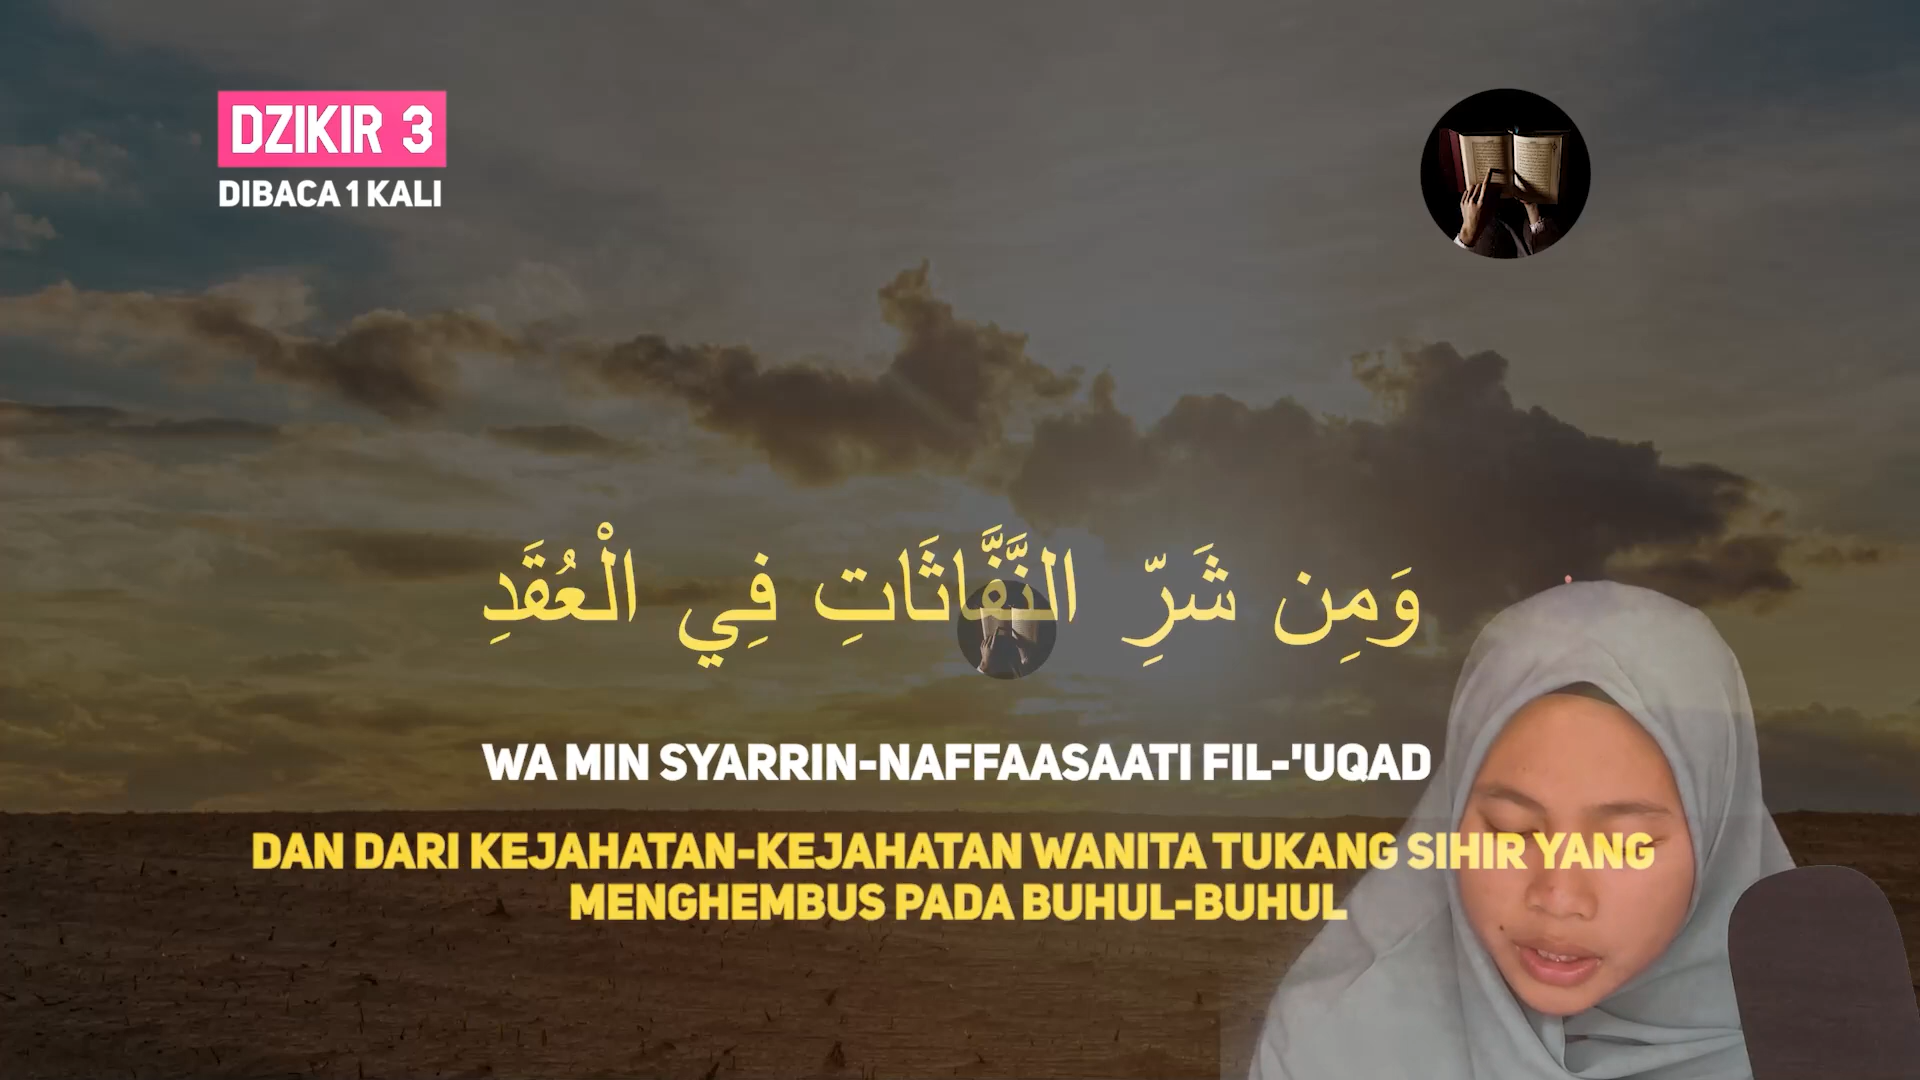 DZIKIR 3
DIBACA 1 KALI
وَمِن شَرِّ النَّفَّاثَاتِ فِي الْعُقَدِ
WA MIN SYARRIN-NAFFAASAATI FIL-'UQAD
DAN DARI KEJAHATAN-KEJAHATAN WANITA TUKANG SIHIR YANG
MENGHEMBUS PADA BUHUL-BUHUL